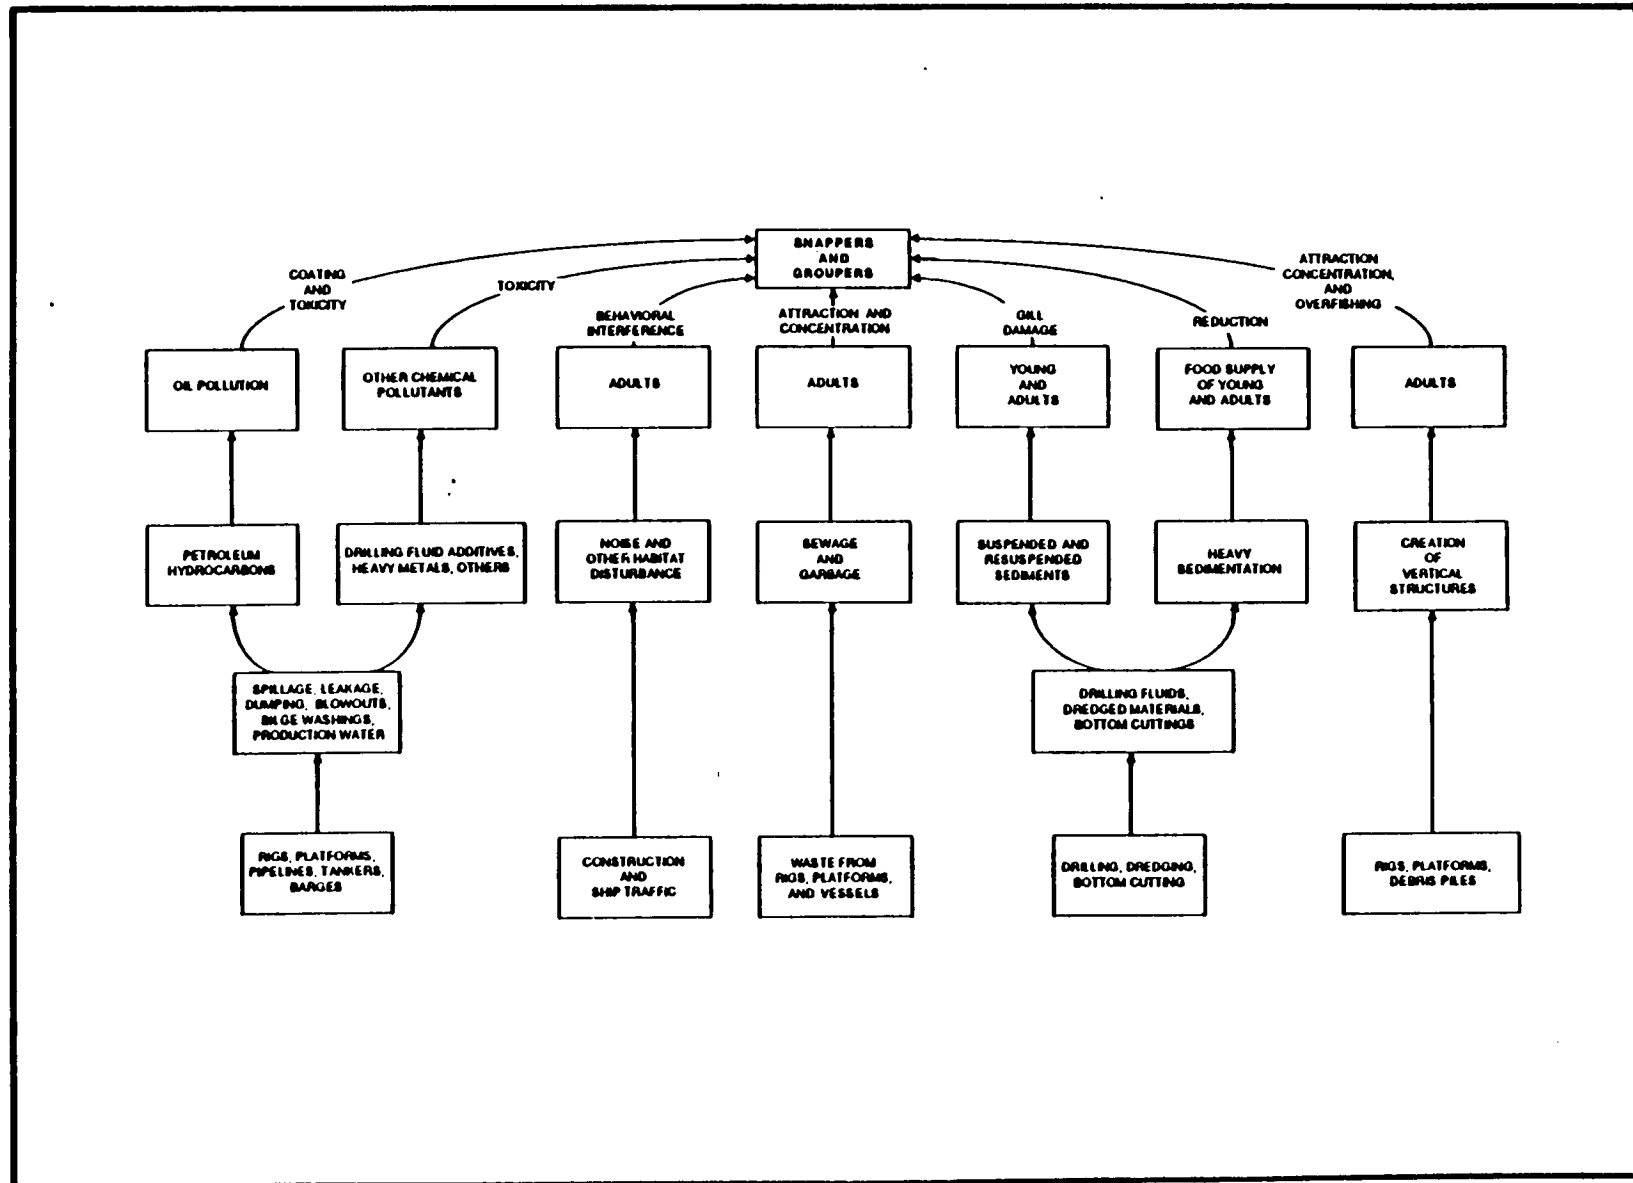 SNAPPERS
AND
GROUPERS
COATING
AND
TOXICITY
TOXICITY
BEHAVIORAL
INTERFERENCE
ATTRACTION AND
CONCENTRATION
GILL
DAMAGE
REDUCTION
ATTRACTION
CONCENTRATION,
AND
OVERFISHING
OIL POLLUTION
OTHER CHEMICAL
POLLUTANTS
ADULTS
ADULTS
YOUNG
AND
ADULTS
FOOD SUPPLY
OF YOUNG
AND ADULTS
ADULTS
PETROLEUM
HYDROCARBONS
DRILLING FLUID ADDITIVES,
HEAVY METALS, OTHERS
NOISE AND
OTHER HABITAT
DISTURBANCE
SEWAGE
AND
GARBAGE
SUSPENDED AND
RESUSPENDED
SEDIMENTS
HEAVY
SEDIMENTATION
CREATION
OF
VERTICAL
STRUCTURES
SPILLAGE, LEAKAGE,
DUMPING, BLOWOUTS,
BILGE WASHINGS,
PRODUCTION WATER
DRILLING FLUIDS,
DREDGED MATERIALS,
BOTTOM CUTTINGS
RIGS, PLATFORMS,
PIPELINES, TANKERS,
BARGES
CONSTRUCTION
AND
SHIP TRAFFIC
WASTE FROM
RIGS, PLATFORMS,
AND VESSELS
DRILLING, DREDGING,
BOTTOM CUTTING
RIGS, PLATFORMS,
DEBRIS PILES